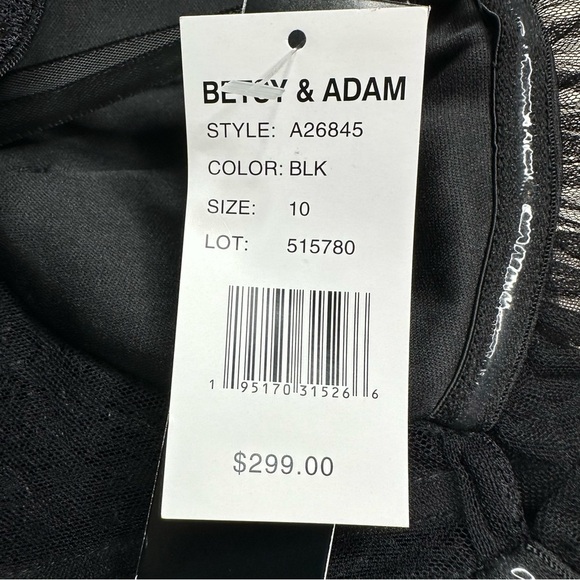 BETSY & ADAM
STYLE: A26845
COLOR: BLK
SIZE: 10
LOT: 515780
1 95170 31526 6
$299.00